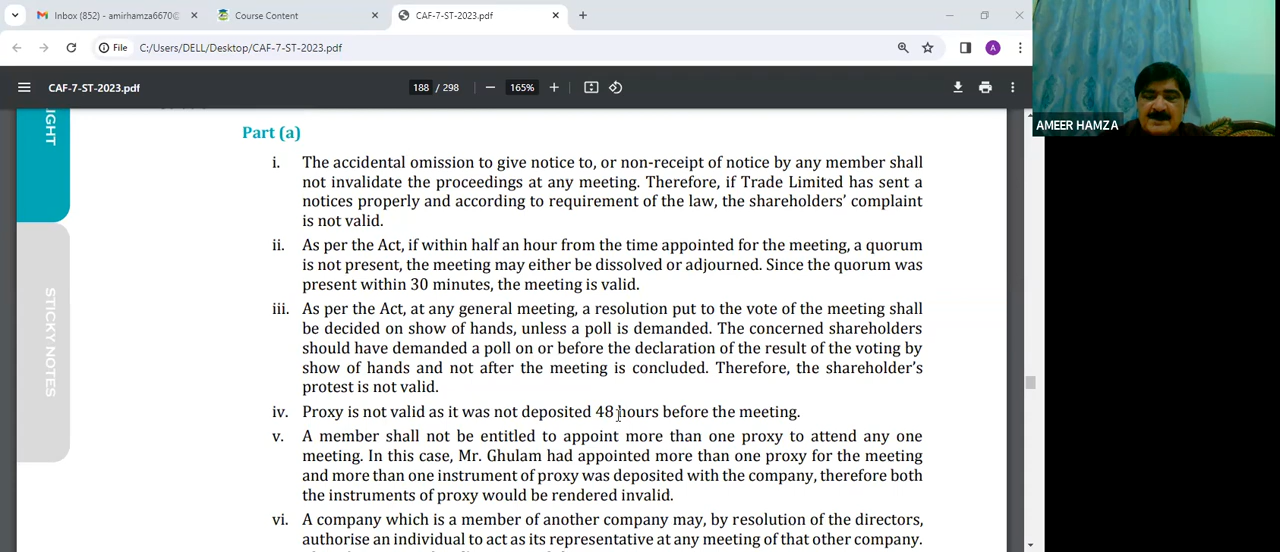 Inbox (852) - amirhamza6670@
Course Content
CAF-7-ST-2023.pdf
File
C:/Users/DELL/Desktop/CAF-7-ST-2023.pdf
A
CAF-7-ST-2023.pdf
188 / 298
165%
AMEER HAMZA
IGHT
STICKY NOTES
Part (a)
i. The accidental omission to give notice to, or non-receipt of notice by any member shall
not invalidate the proceedings at any meeting. Therefore, if Trade Limited has sent a
notices properly and according to requirement of the law, the shareholders’ complaint
is not valid.
ii. As per the Act, if within half an hour from the time appointed for the meeting, a quorum
is not present, the meeting may either be dissolved or adjourned. Since the quorum was
present within 30 minutes, the meeting is valid.
iii. As per the Act, at any general meeting, a resolution put to the vote of the meeting shall
be decided on show of hands, unless a poll is demanded. The concerned shareholders
should have demanded a poll on or before the declaration of the result of the voting by
show of hands and not after the meeting is concluded. Therefore, the shareholder’s
protest is not valid.
iv. Proxy is not valid as it was not deposited 48 hours before the meeting.
v. A member shall not be entitled to appoint more than one proxy to attend any one
meeting. In this case, Mr. Ghulam had appointed more than one proxy for the meeting
and more than one instrument of proxy was deposited with the company, therefore both
the instruments of proxy would be rendered invalid.
vi. A company which is a member of another company may, by resolution of the directors,
authorise an individual to act as its representative at any meeting of that other company.